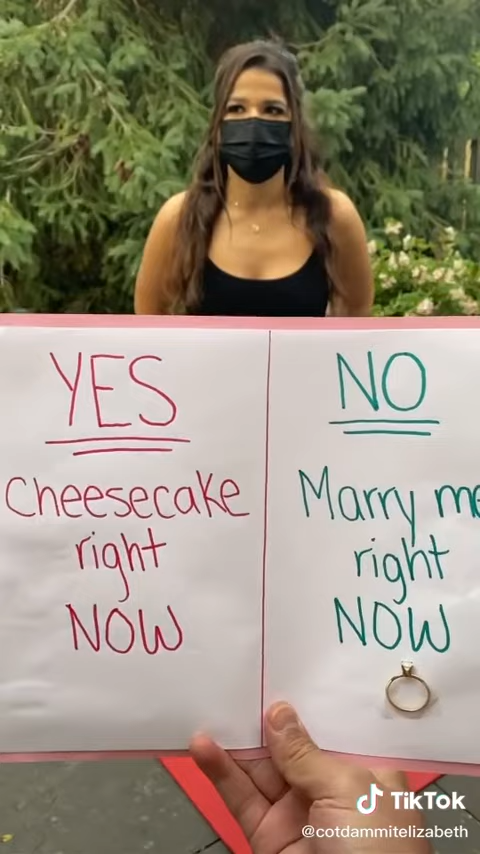 YES
Cheesecake
right
NOW
NO
Marry me
right
NOW
TikTok
@cotdammitelizabeth